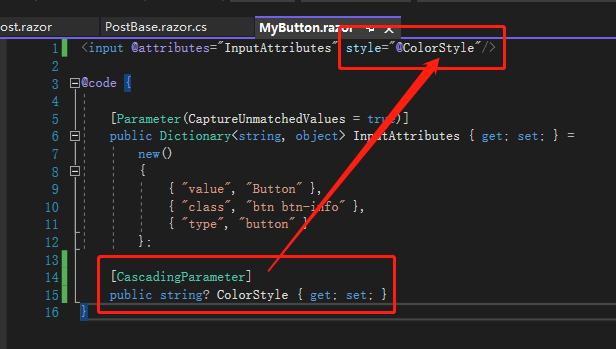 ost.razor PostBase.razor.cs MyButton.razor
1 <input @attributes="InputAttributes" style="@ColorStyle"/>
2
3 @code {
4
5 [Parameter(CaptureUnmatchedValues = true)]
6 public Dictionary<string, object> InputAttributes { get; set; } =
7 new()
8 {
9 { "value", "Button" },
10 { "class", "btn btn-info" },
11 { "type", "button" }
12 };
13
14 [CascadingParameter]
15 public string? ColorStyle { get; set; }
16 }